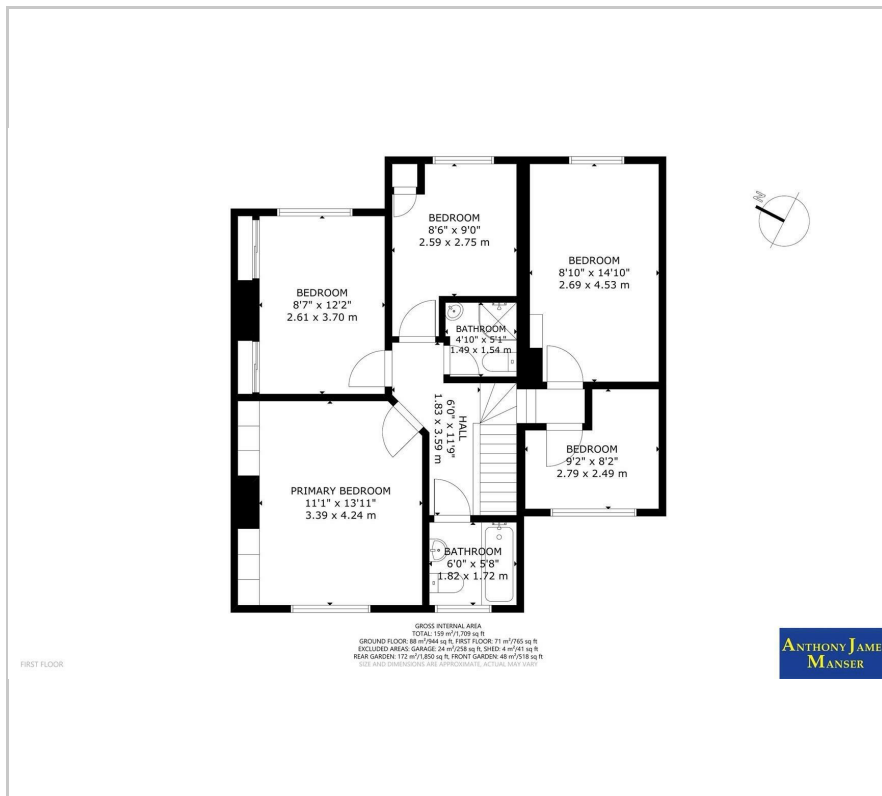 BEDROOM
8'6" x 9'0"
2.59 x 2.75 m
N
BEDROOM
8'10" x 14'10"
2.69 x 4.53 m
BEDROOM
8'7" x 12'2"
2.61 x 3.70 m
BATHROOM
4'10" x 5'1"
1.49 x 1.54 m
HALL
6'0" x 11'9"
1.83 x 3.59 m
BEDROOM
9'2" x 8'2"
2.79 x 2.49 m
PRIMARY BEDROOM
11'1" x 13'11"
3.39 x 4.24 m
BATHROOM
6'0" x 5'8"
1.82 x 1.72 m
GROSS INTERNAL AREA
TOTAL: 159 m²/1,709 sq ft
GROUND FLOOR: 88 m²/944 sq ft, FIRST FLOOR: 71 m²/765 sq ft
EXCLUDED AREAS: GARAGE: 24 m²/258 sq ft, SHED: 4 m²/41 sq ft
REAR GARDEN: 172 m²/1,850 sq ft, FRONT GARDEN: 48 m²/518 sq ft
SIZE AND DIMENSIONS ARE APPROXIMATE, ACTUAL MAY VARY
FIRST FLOOR
ANTHONY JAME
MANSER